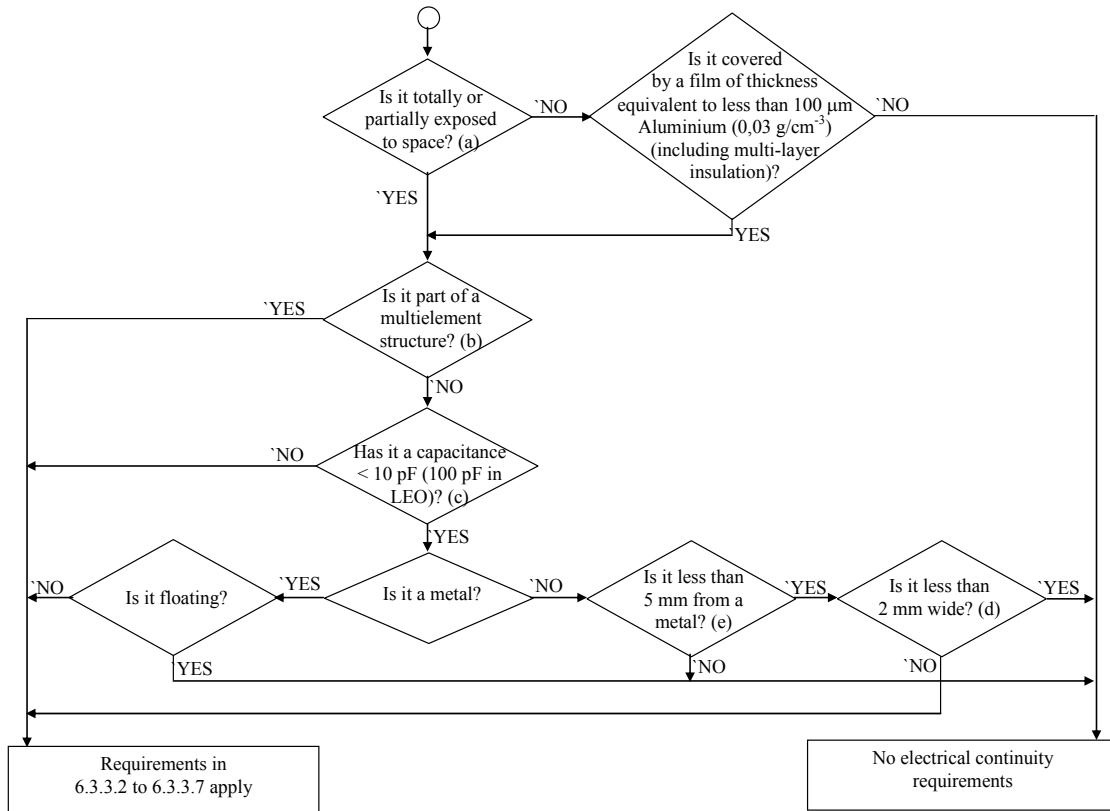 Is it totally or
partially exposed
to space? (a)
`NO
Is it covered
by a film of thickness
equivalent to less than 100 μm
Aluminium (0,03 g/cm⁻³)
(including multi-layer
insulation)?
`NO
`YES
`YES
Is it part of a
multielement
structure? (b)
`YES
`NO
Has it a capacitance
< 10 pF (100 pF in
LEO)? (c)
`NO
`YES
Is it floating?
`NO
`YES
Is it a metal?
`NO
Is it less than
5 mm from a
metal? (e)
`YES
Is it less than
2 mm wide? (d)
`YES
`YES
`NO
`NO
Requirements in
6.3.3.2 to 6.3.3.7 apply
No electrical continuity
requirements